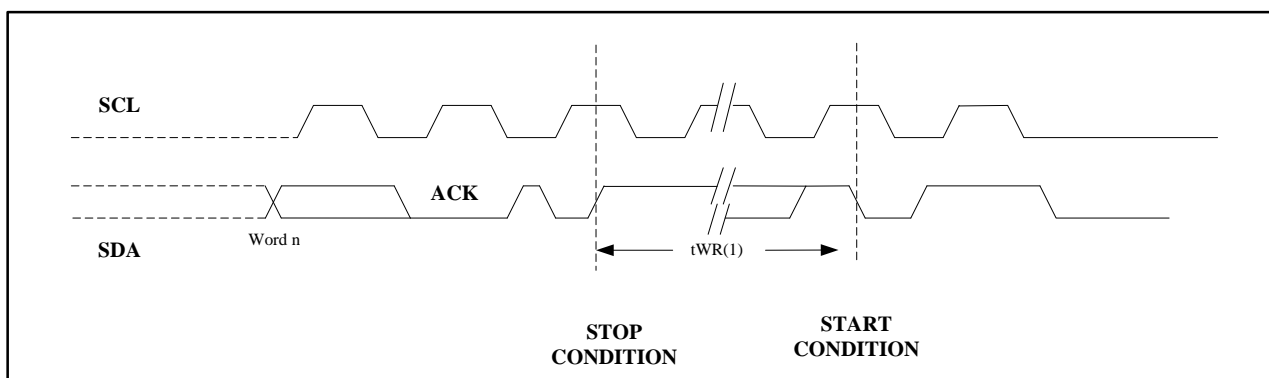 SCL
ACK
SDA
Word n
tWR(1)
STOP
CONDITION
START
CONDITION